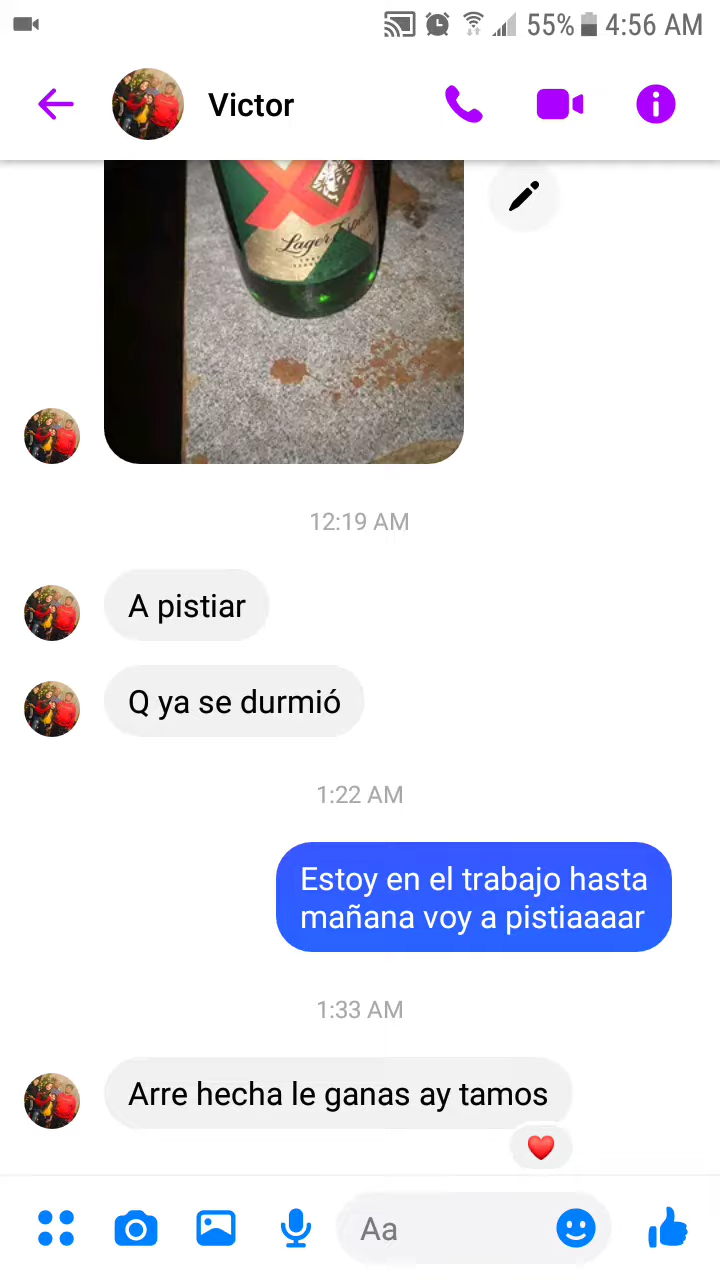 55% 4:56 AM
Victor
Lager
12:19 AM
A pistiar
Q ya se durmió
1:22 AM
Estoy en el trabajo hasta
mañana voy a pistiaaaar
1:33 AM
Arre hecha le ganas ay tamos
Aa